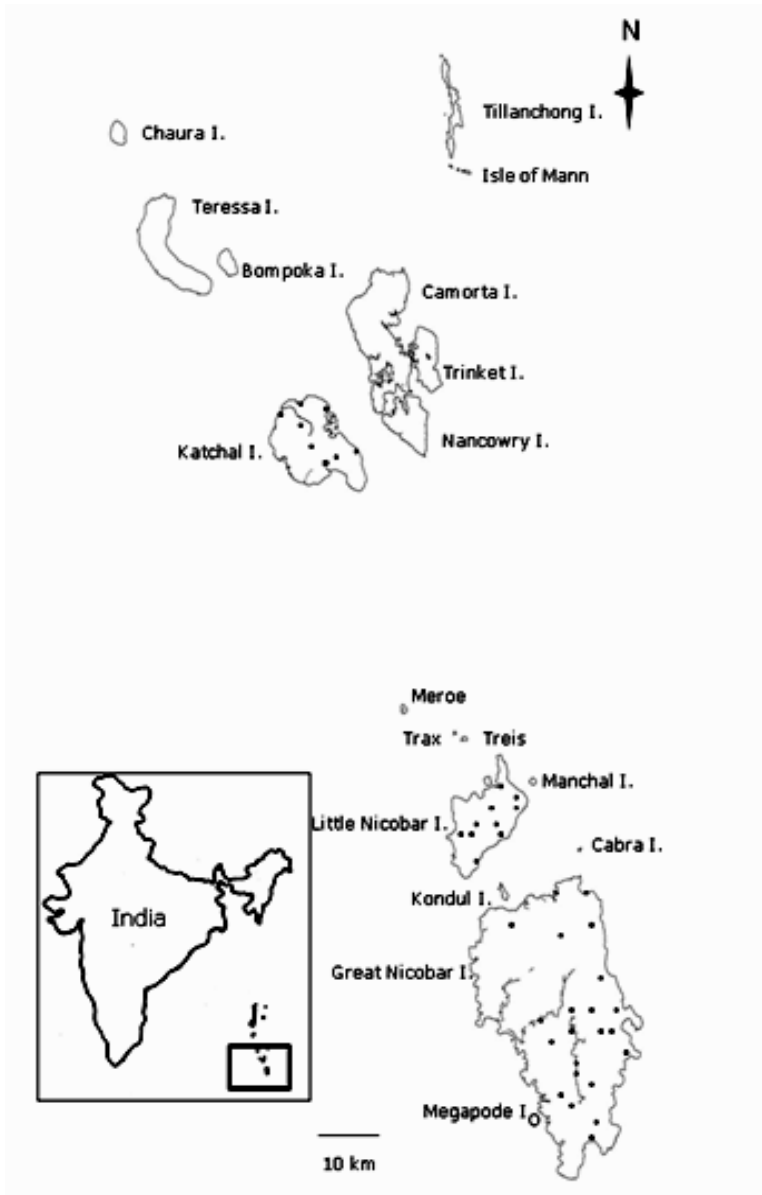 N
Tillanchong I.
Chaura I.
Isle of Mann
Teressa I.
Bompoka I.
Camorta I.
Trinket I.
Nancowry I.
Katchal I.
Meroe
Trax
Treis
Manchal I.
Little Nicobar I.
Cabra I.
Kondul I.
India
Great Nicobar I.
Megapode I.
10 km